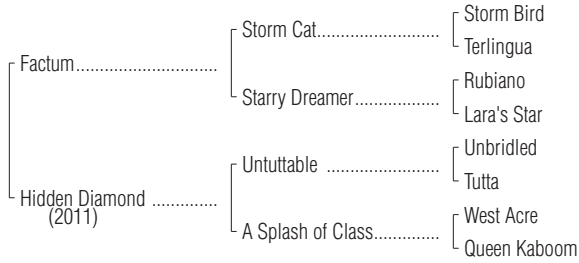 Storm Bird
Storm Cat
Terlingua
Factum
Rubiano
Starry Dreamer
Lara's Star
Unbridled
Untuttable
Tutta
Hidden Diamond
(2011)
West Acre
A Splash of Class
Queen Kaboom